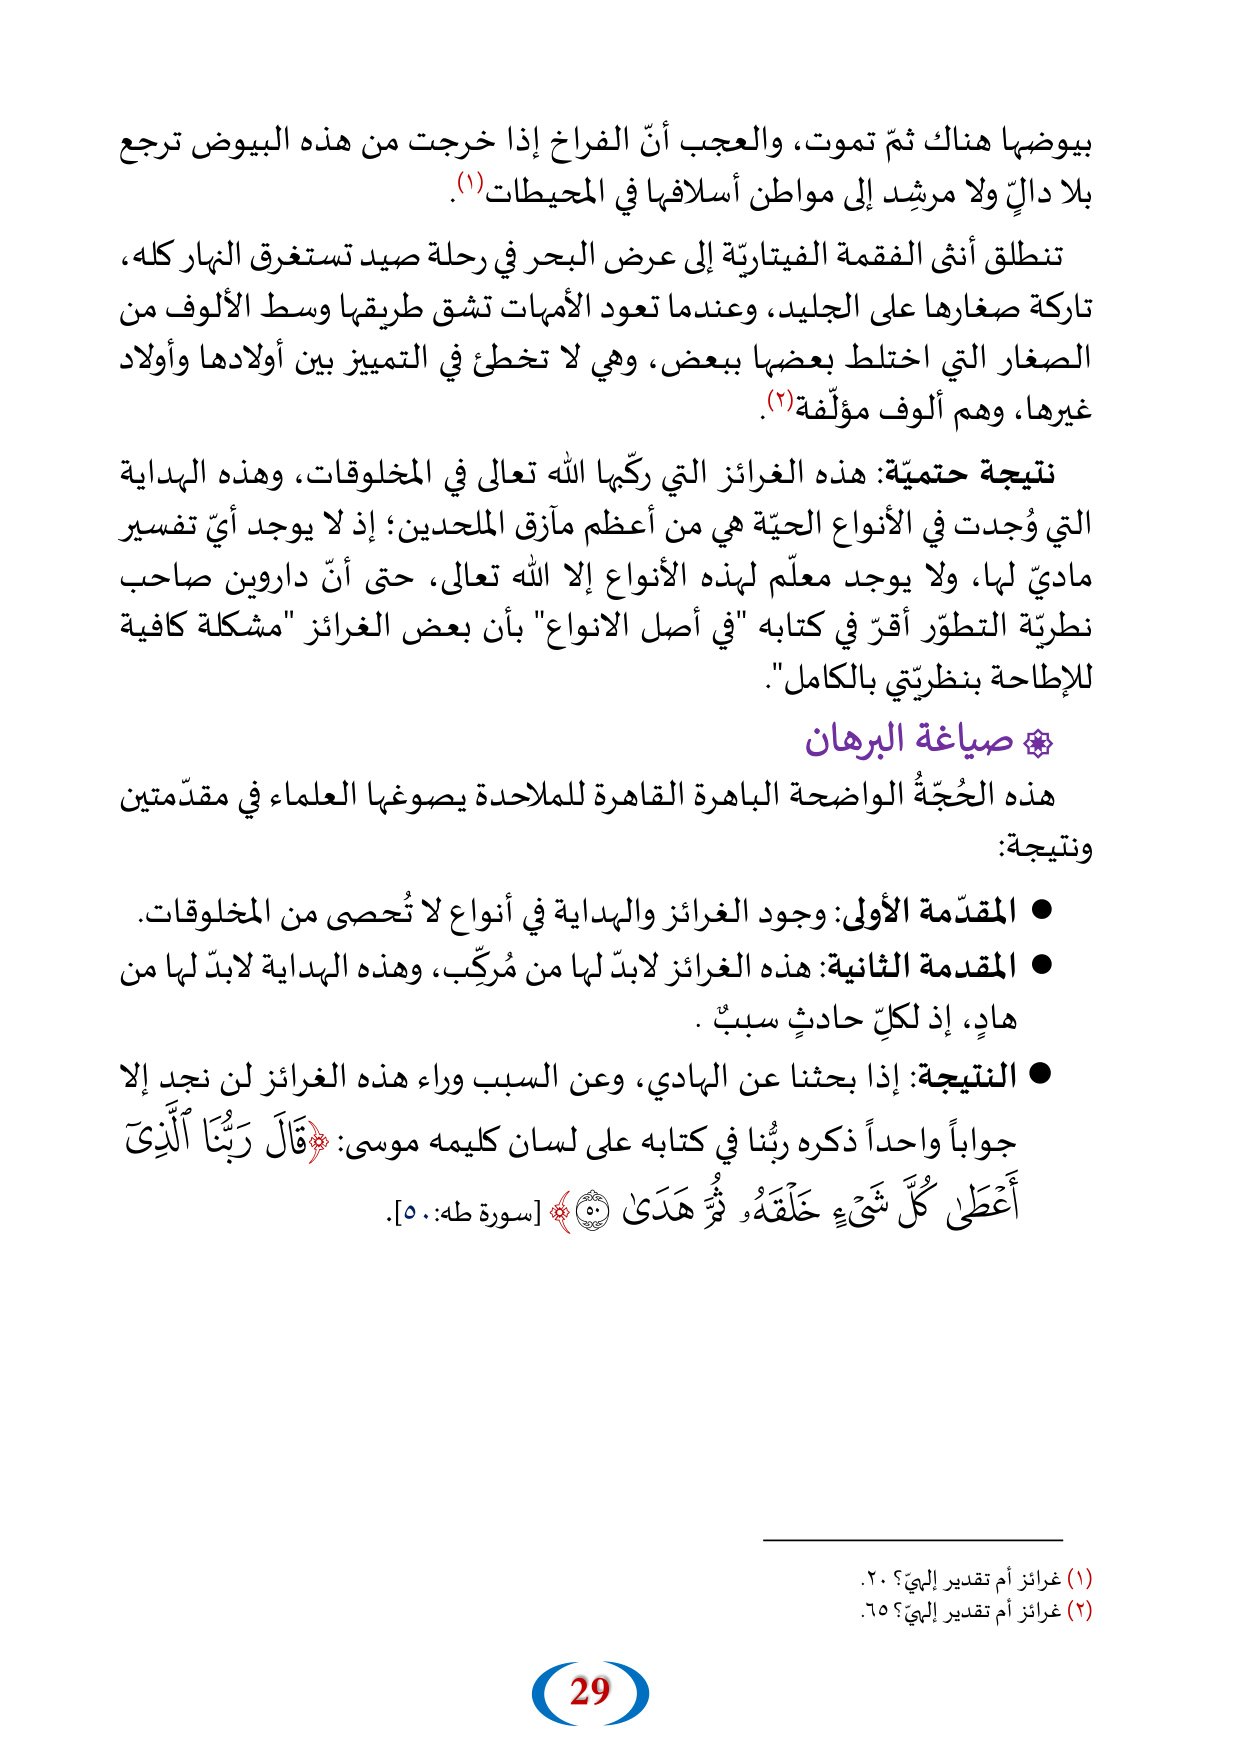 بيوضها هناك ثمّ تموت، والعجب أنّ الفراخ إذا خرجت من هذه البيوض ترجع
بلا دالٍّ ولا مرشِد إلى مواطن أسلافها في المحيطات(١).
تنطلق أنثى الفقمة الفيتاريّة إلى عرض البحر في رحلة صيد تستغرق النهار كله،
تاركة صغارها على الجليد، وعندما تعود الأمهات تشق طريقها وسط الألوف من
الصغار التي اختلط بعضها ببعض، وهي لا تخطئ في التمييز بين أولادها وأولاد
غيرها، وهم ألوف مؤلّفة(٢).
نتيجة حتميّة: هذه الغرائز التي ركّبها الله تعالى في المخلوقات، وهذه الهداية
التي وُجدت في الأنواع الحيّة هي من أعظم مآزق الملحدين؛ إذ لا يوجد أيّ تفسير
ماديّ لها، ولا يوجد معلّم لهذه الأنواع إلا الله تعالى، حتى أنّ داروين صاحب
نطريّة التطوّر أقرّ في كتابه "في أصل الانواع" بأن بعض الغرائز "مشكلة كافية
للإطاحة بنظريّتي بالكامل".
صياغة البرهان
هذه الحُجّةُ الواضحة الباهرة القاهرة للملاحدة يصوغها العلماء في مقدّمتين
ونتيجة:
● المقدّمة الأولى: وجود الغرائز والهداية في أنواع لا تُحصى من المخلوقات.
● المقدمة الثانية: هذه الغرائز لابدّ لها من مُركِّب، وهذه الهداية لابدّ لها من
هادٍ، إذ لكلِّ حادثٍ سببٌ .
● النتيجة: إذا بحثنا عن الهادي، وعن السبب وراء هذه الغرائز لن نجد إلا
جواباً واحداً ذكره ربُّنا في كتابه على لسان كليمه موسى: ﴿قَالَ رَبُّنَا ٱلَّذِىٓ
أَعۡطَىٰ كُلَّ شَىۡءٍ خَلۡقَهُۥ ثُمَّ هَدَىٰ ٥٠﴾ [سورة طه:٥٠].
(١) غرائز أم تقدير إلهيّ؟ ٢٠.
(٢) غرائز أم تقدير إلهيّ؟ ٦٥.
29